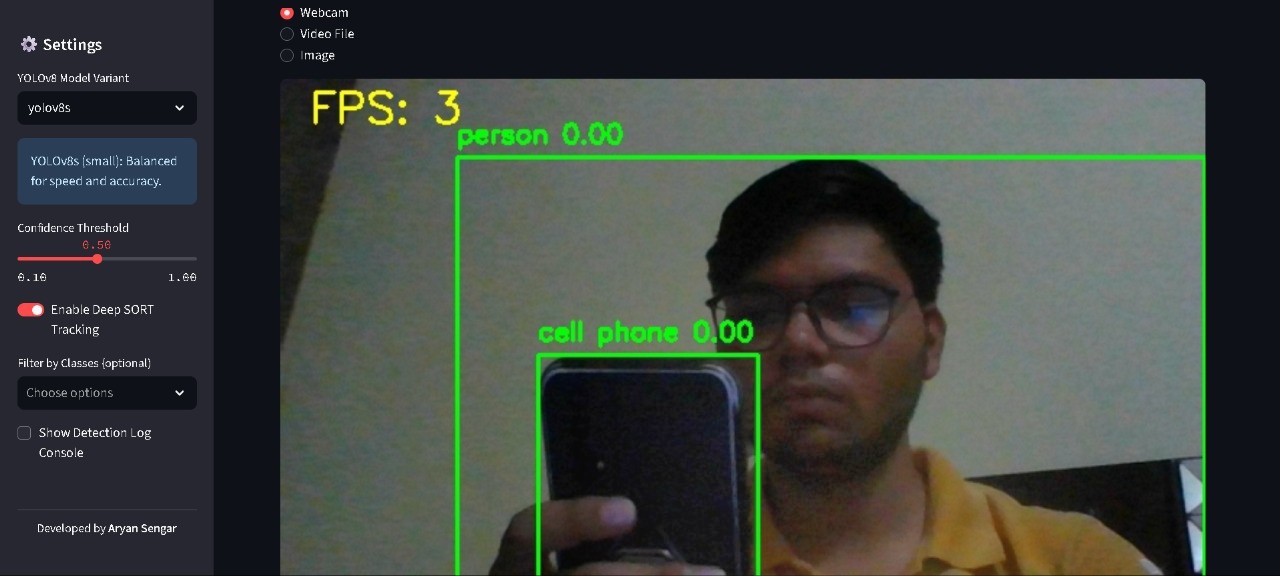 Settings
YOLOv8 Model Variant
yolov8s
YOLOv8s (small): Balanced
for speed and accuracy.
Confidence Threshold
0.50
0.10 1.00
Enable Deep SORT
Tracking
Filter by Classes (optional)
Choose options
Show Detection Log
Console
Developed by Aryan Sengar
Webcam
Video File
Image
FPS: 3
person 0.00
cell phone 0.00